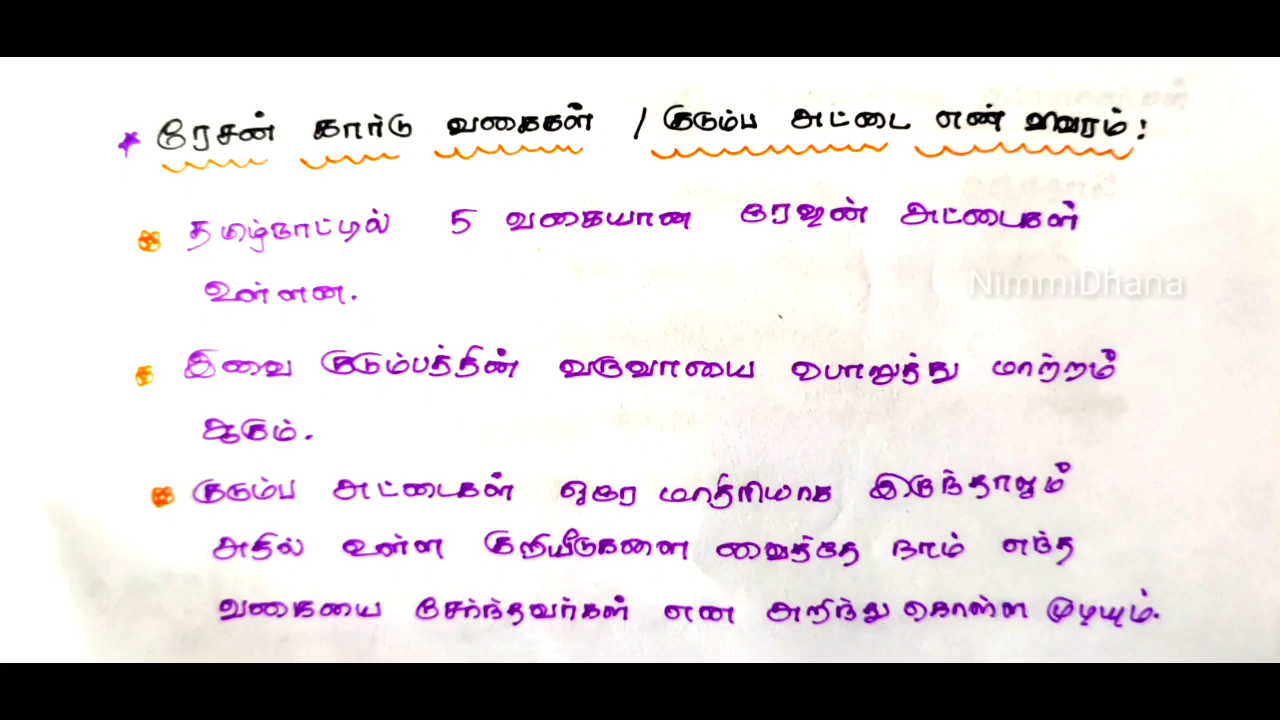 ரேசன் கார்டு வகைகள் / குடும்ப அட்டை எண் விவரம்!
தமிழ்நாட்டில் 5 வகையான ரேஷன் அட்டைகள்
உள்ளன.
NimmiDhana
இவை குடும்பத்தின் வருவாயை பொறுத்து மாற்றம்
ஆகும்.
குடும்ப அட்டைகள் ஒரே மாதிரியாக இருந்தாலும்
அதில் உள்ள குறியீடுகளை வைத்தே நாம் எந்த
வகையை சேர்ந்தவர்கள் என அறிந்து கொள்ள முடியும்.